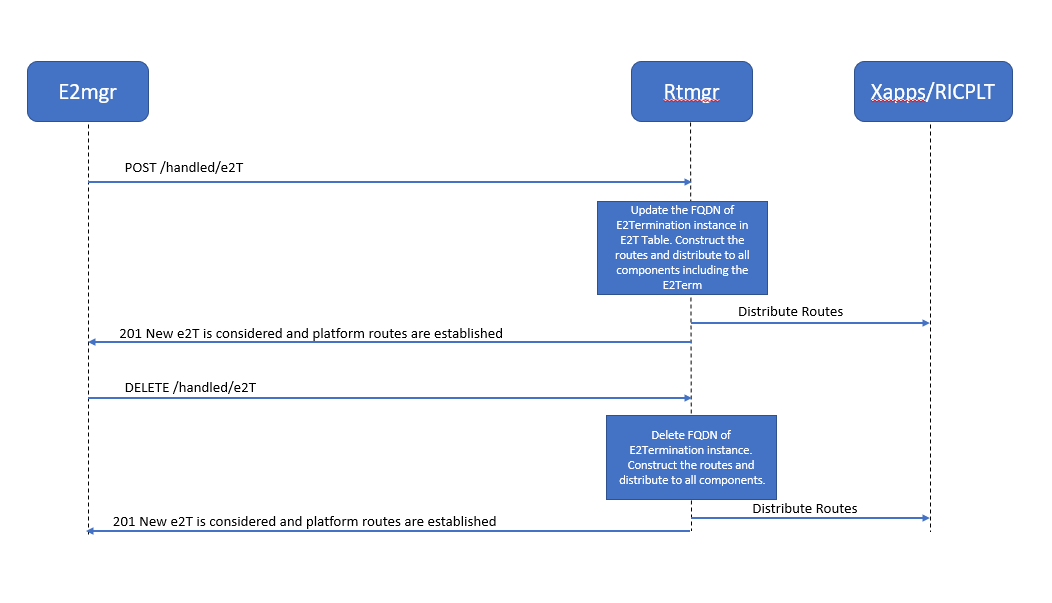 E2mgr
Rtmgr
Xapps/RICPLT
POST /handled/e2T
Update the FQDN of
E2Termination instance in
E2T Table. Construct the
routes and distribute to all
components including the
E2Term
Distribute Routes
201 New e2T is considered and platform routes are established
DELETE /handled/e2T
Delete FQDN of
E2Termination instance.
Construct the routes and
distribute to all components.
Distribute Routes
201 New e2T is considered and platform routes are established